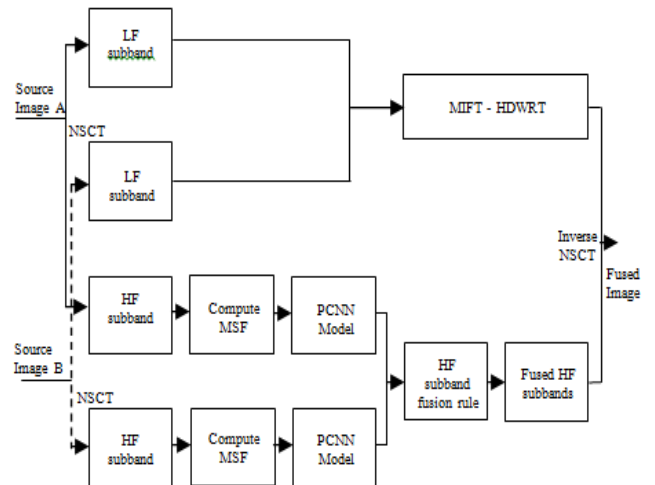 LF
subband
Source
Image A
NSCT
MIFT - HDWRT
LF
subband
Inverse
NSCT
Fused
Image
HF
subband
Compute
MSF
PCNN
Model
Source
Image B
NSCT
HF
subband
fusion rule
Fused HF
subbands
HF
subband
Compute
MSF
PCNN
Model